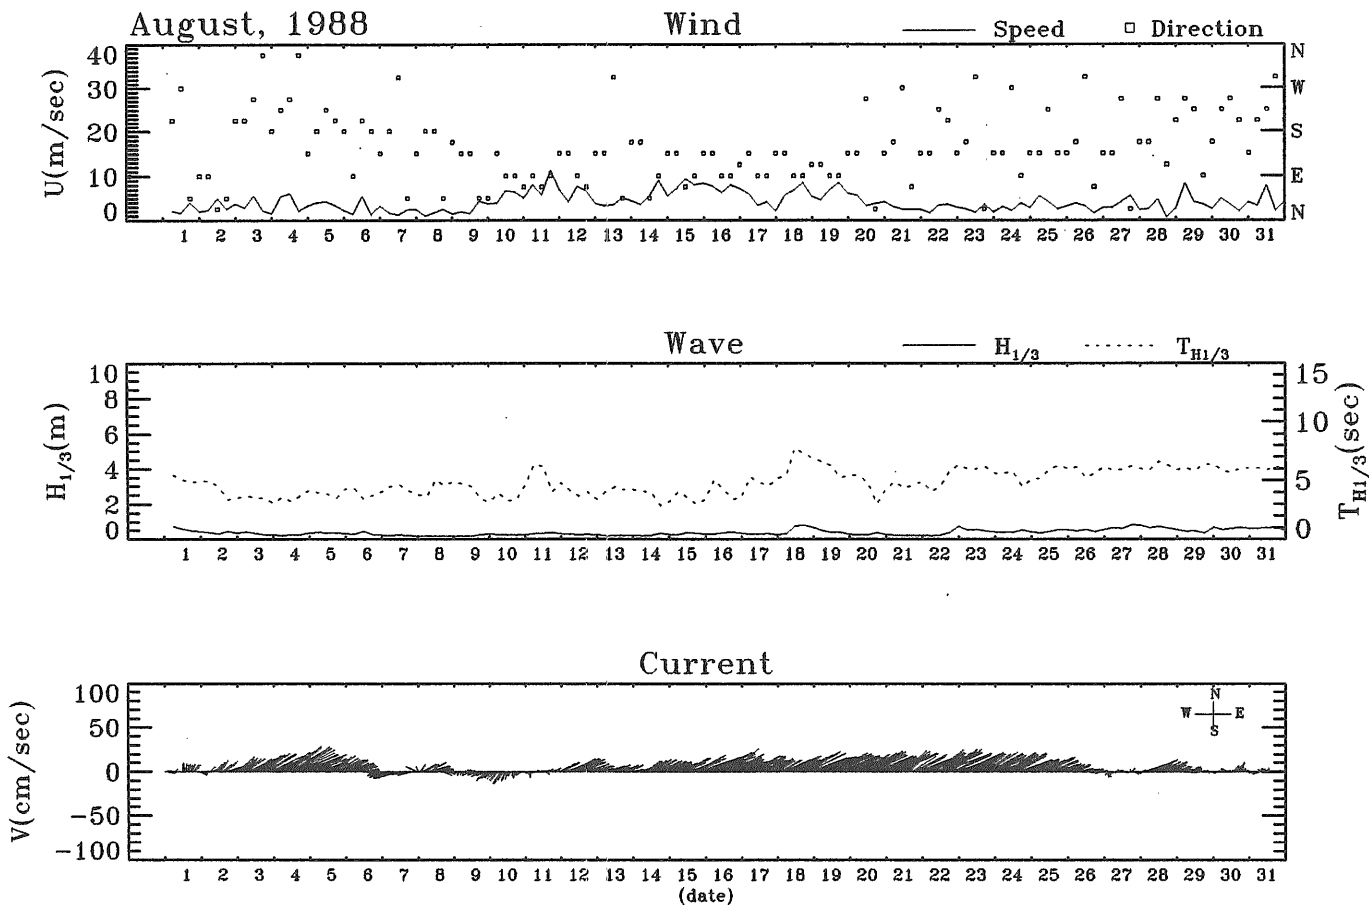 August, 1988 Wind Speed Direction
U(m/sec)
40
30
20
10
0
N
W
S
E
N
1 2 3 4 5 6 7 8 9 10 11 12 13 14 15 16 17 18 19 20 21 22 23 24 25 26 27 28 29 30 31
Wave H1/3 TH1/3
H1/3(m)
10
8
6
4
2
0
15
10
5
0
TH1/3(sec)
1 2 3 4 5 6 7 8 9 10 11 12 13 14 15 16 17 18 19 20 21 22 23 24 25 26 27 28 29 30 31
Current
V(cm/sec)
100
50
0
-50
-100
N
W E
S
1 2 3 4 5 6 7 8 9 10 11 12 13 14 15 16 17 18 19 20 21 22 23 24 25 26 27 28 29 30 31
(date)